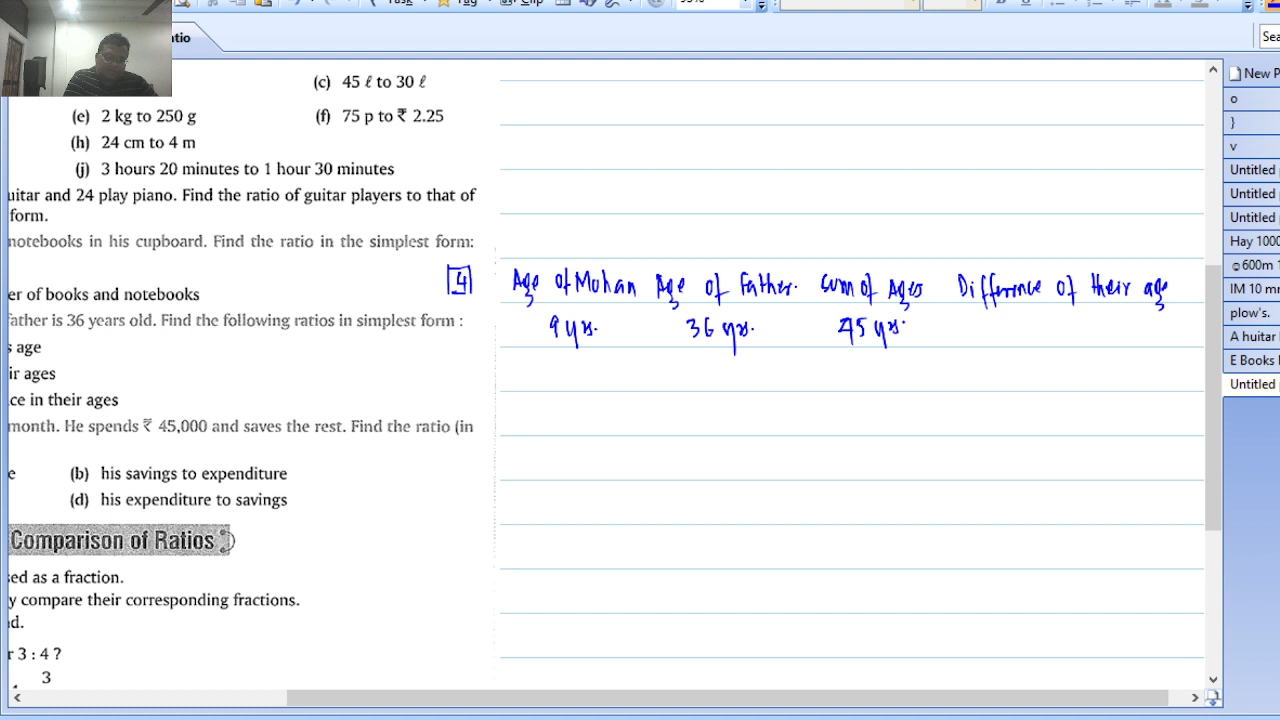 Task Tag Clip
tio
Sea
(c) 45 ℓ to 30 ℓ
(e) 2 kg to 250 g (f) 75 p to ₹ 2.25
(h) 24 cm to 4 m
(j) 3 hours 20 minutes to 1 hour 30 minutes
uitar and 24 play piano. Find the ratio of guitar players to that of
form.
notebooks in his cupboard. Find the ratio in the simplest form:
er of books and notebooks
father is 36 years old. Find the following ratios in simplest form :
s age
ir ages
ce in their ages
month. He spends ₹ 45,000 and saves the rest. Find the ratio (in
e (b) his savings to expenditure
(d) his expenditure to savings
Comparison of Ratios
sed as a fraction.
y compare their corresponding fractions.
nd.
r 3 : 4 ?
3
4 Age of Mohan Age of Father. Sum of Ages Difference of their age
9 yrs. 36 yrs. 45 yrs.
New P
o
}
v
Untitled
Untitled
Untitled
Hay 1000
@600m 1
IM 10 mr
plow's.
A huitar
E Books
Untitled